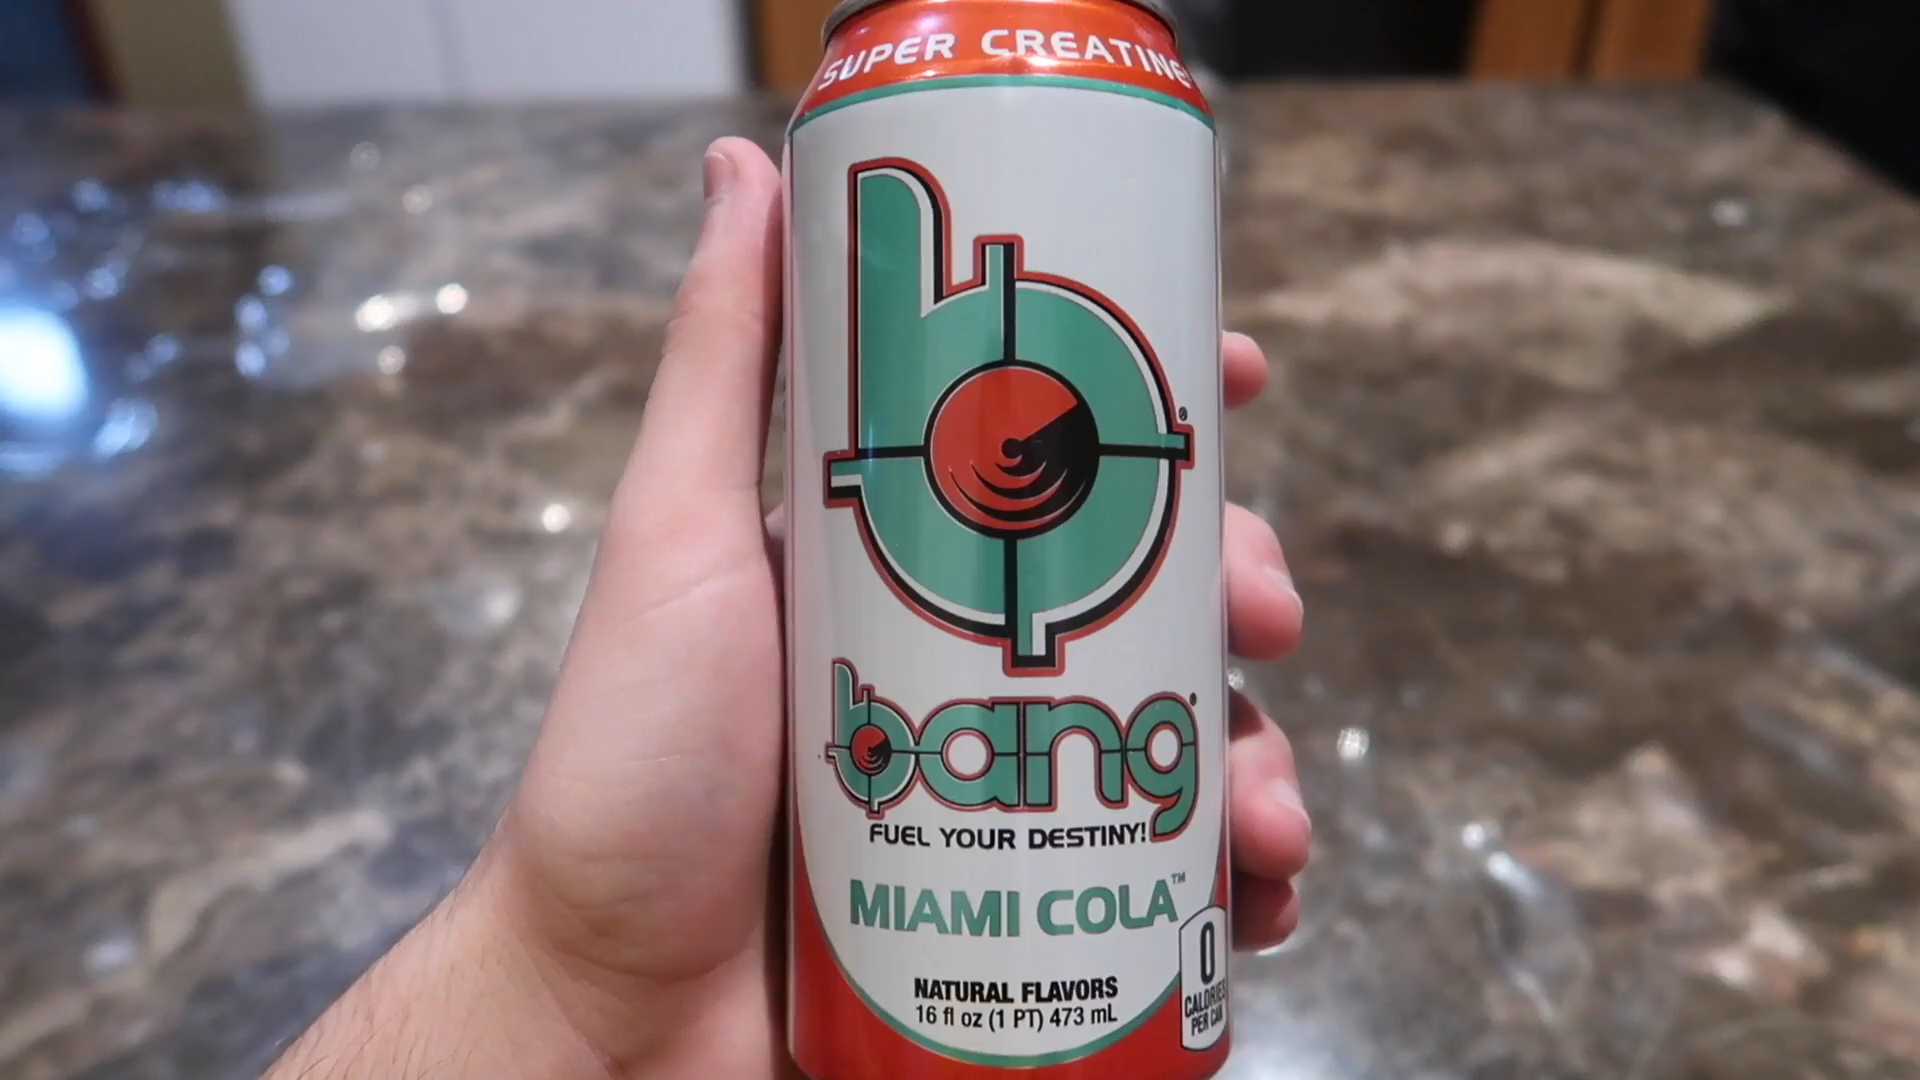 SUPER CREATINE
b®
bang®
FUEL YOUR DESTINY!
MIAMI COLA™
NATURAL FLAVORS
16 fl oz (1 PT) 473 mL
0
CALORIES
PER CAN